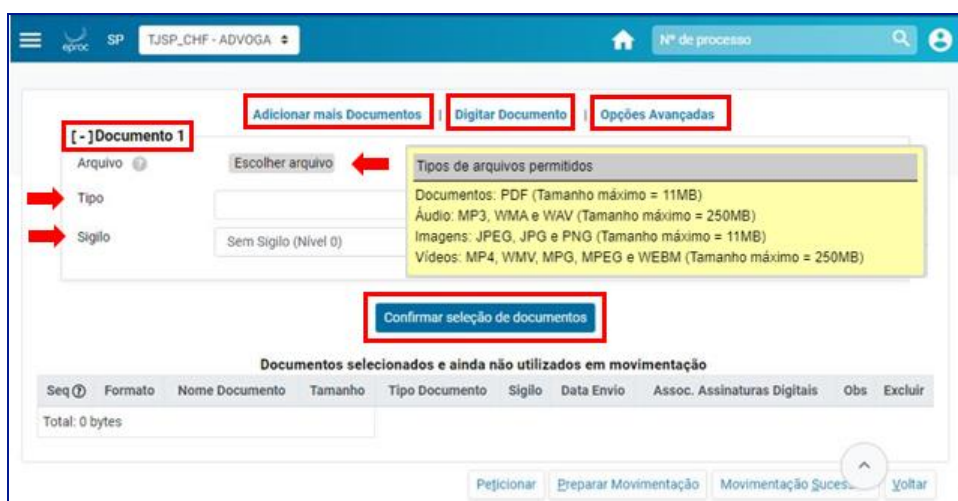 eproc SP TJSP_CHF - ADVOGA Nº de processo
Adicionar mais Documentos | Digitar Documento | Opções Avançadas
[ - ]Documento 1
Arquivo ? Escolher arquivo
Tipos de arquivos permitidos
Tipo
Documentos: PDF (Tamanho máximo = 11MB)
Áudio: MP3, WMA e WAV (Tamanho máximo = 250MB)
Sigilo Sem Sigilo (Nível 0)
Imagens: JPEG, JPG e PNG (Tamanho máximo = 11MB)
Vídeos: MP4, WMV, MPG, MPEG e WEBM (Tamanho máximo = 250MB)
Confirmar seleção de documentos
Documentos selecionados e ainda não utilizados em movimentação
Seq ? Formato Nome Documento Tamanho Tipo Documento Sigilo Data Envio Assoc. Assinaturas Digitais Obs Excluir
Total: 0 bytes
Peticionar Preparar Movimentação Movimentação Suces Voltar